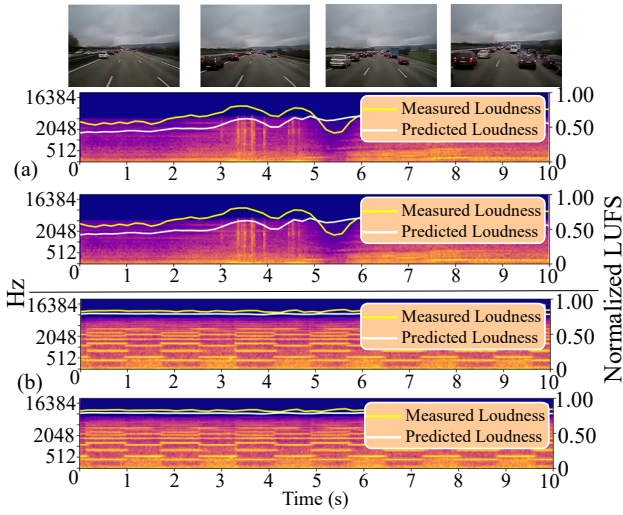 16384
2048
512
(a)
1.00
0.50
0
Measured Loudness
Predicted Loudness
0 1 2 3 4 5 6 7 8 9 10
16384
2048
512
1.00
0.50
0
Measured Loudness
Predicted Loudness
0 1 2 3 4 5 6 7 8 9 10
Hz
Normalized LUFS
16384
2048
512
(b)
1.00
0.50
0
Measured Loudness
Predicted Loudness
0 1 2 3 4 5 6 7 8 9 10
16384
2048
512
1.00
0.50
0
Measured Loudness
Predicted Loudness
0 1 2 3 4 5 6 7 8 9 10
Time (s)